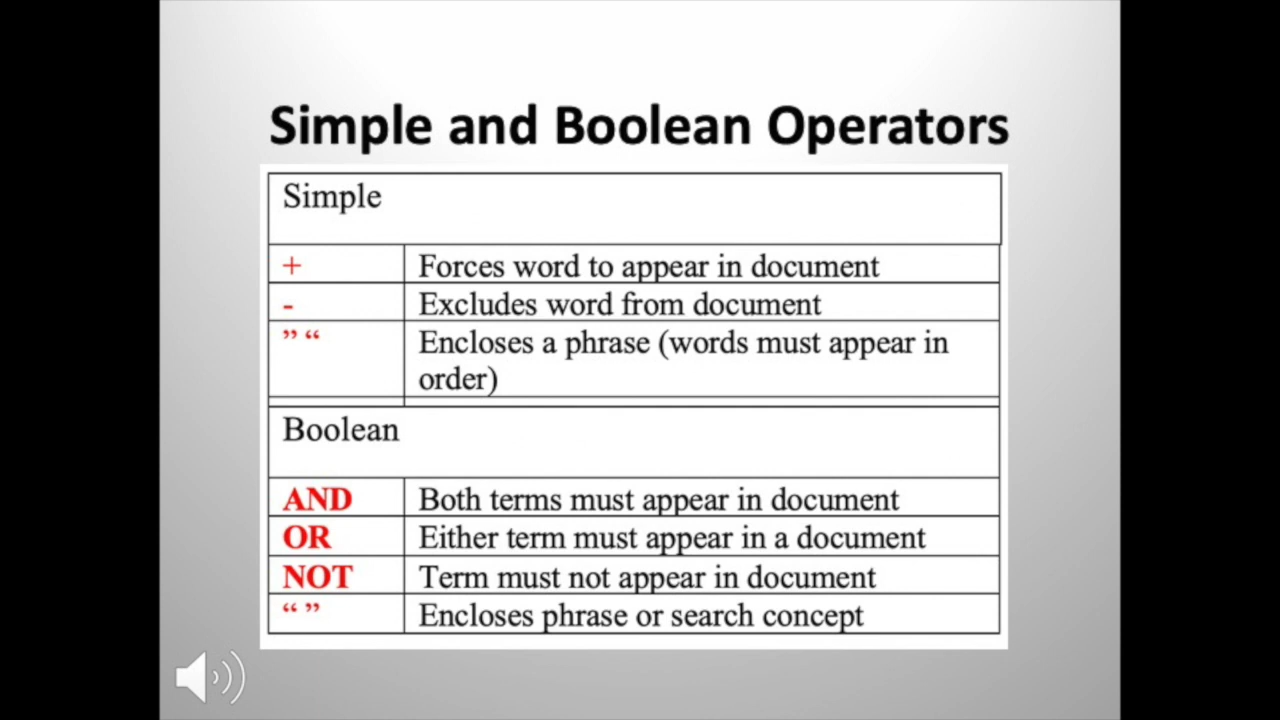 Simple and Boolean Operators
Simple
+ Forces word to appear in document
- Excludes word from document
” “ Encloses a phrase (words must appear in
order)
Boolean
AND Both terms must appear in document
OR Either term must appear in a document
NOT Term must not appear in document
“ ” Encloses phrase or search concept